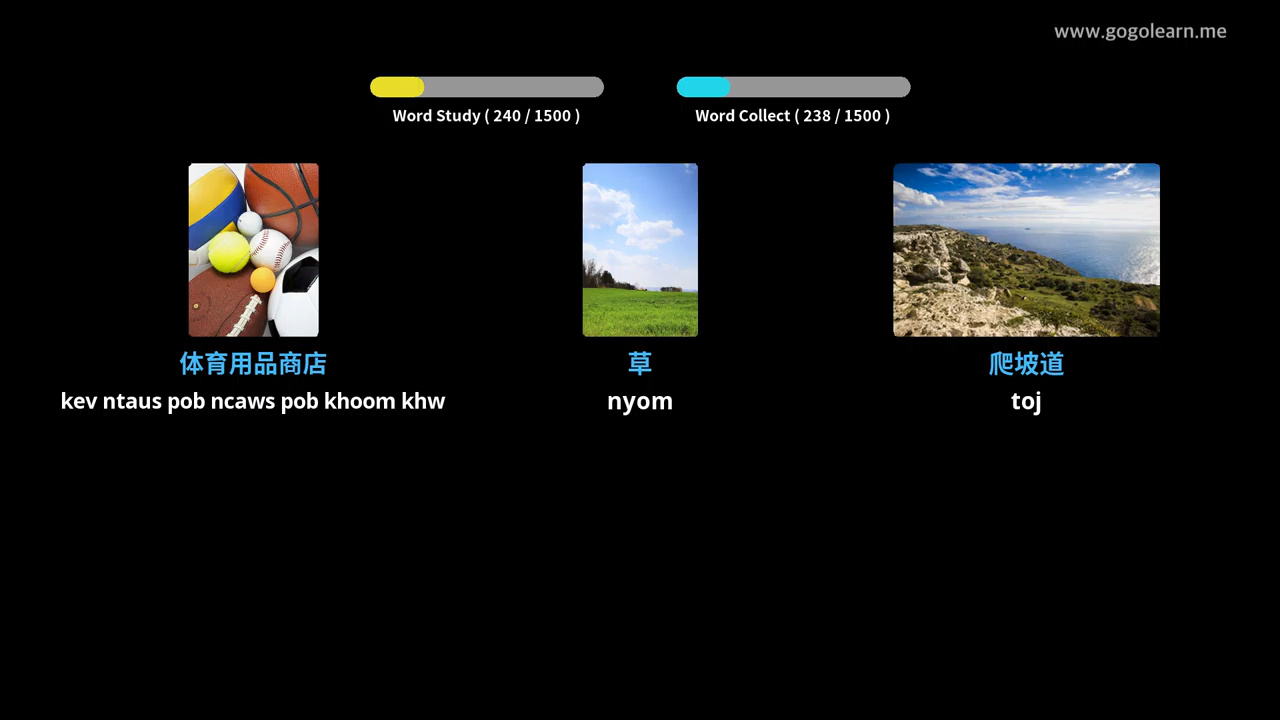 www.gogolearn.me
Word Study ( 240 / 1500 )
Word Collect ( 238 / 1500 )
体育用品商店
草
爬坡道
kev ntaus pob ncaws pob khoom khw
nyom
toj